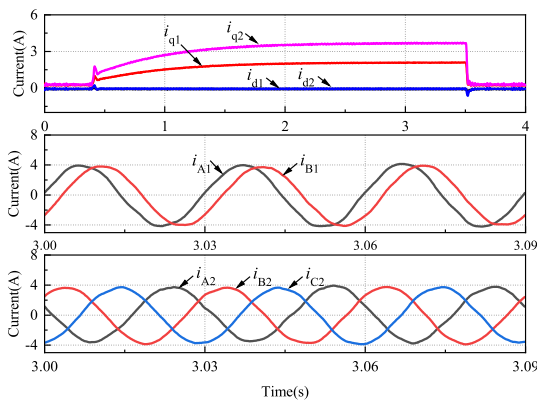 Current(A)
6
3
0
i_q1
i_q2
i_d1
i_d2
0 1 2 3 4
Current(A)
8
4
0
-4
i_A1
i_B1
3.00 3.03 3.06 3.09
Current(A)
8
4
0
-4
i_A2
i_B2
i_C2
3.00 3.03 3.06 3.09
Time(s)